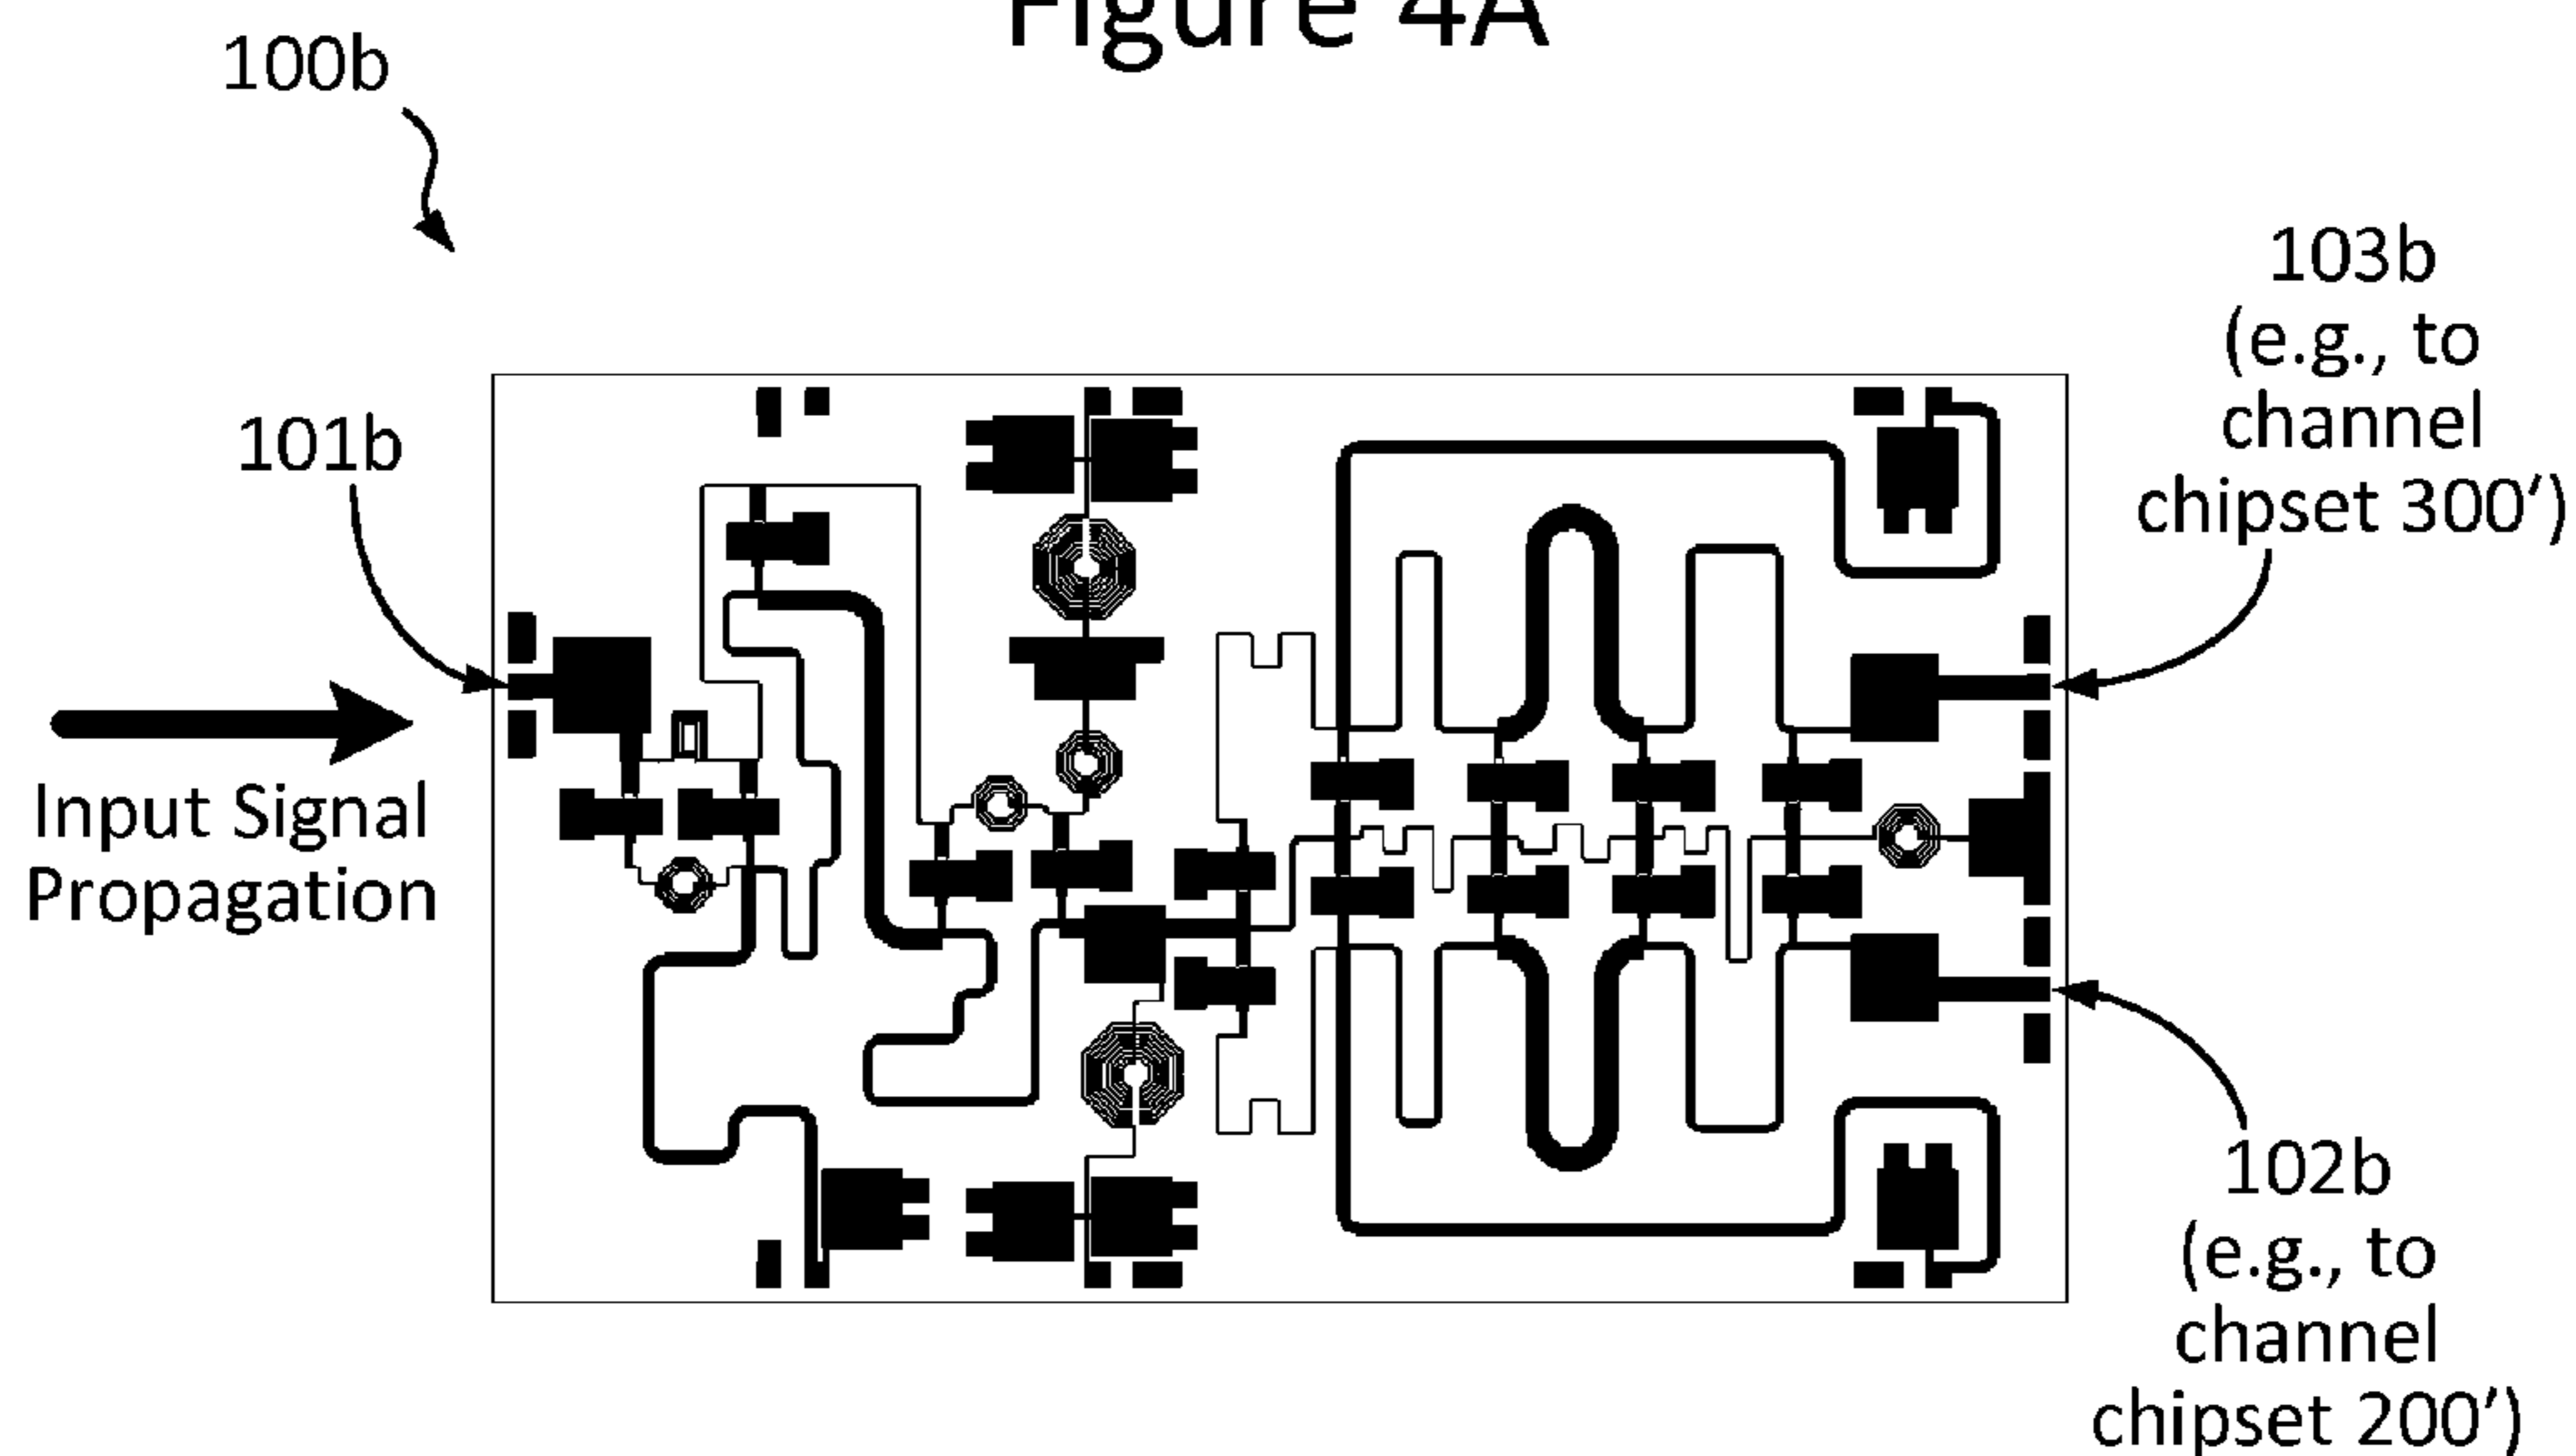 Figure 4A
100b
103b
(e.g., to
channel
chipset 300′)
101b
Input Signal
Propagation
102b
(e.g., to
channel
chipset 200′)